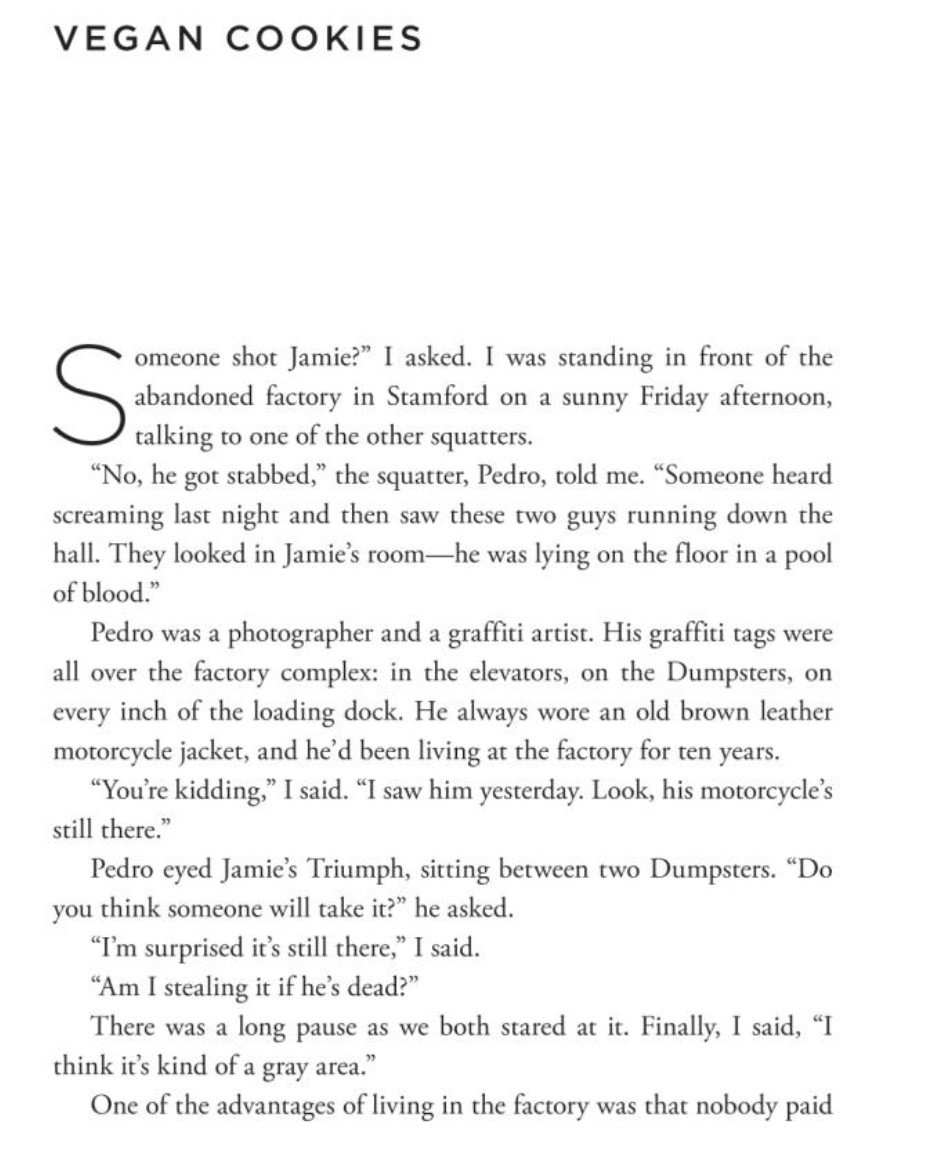 VEGAN COOKIES
Someone shot Jamie?” I asked. I was standing in front of the
abandoned factory in Stamford on a sunny Friday afternoon,
talking to one of the other squatters.
“No, he got stabbed,” the squatter, Pedro, told me. “Someone heard
screaming last night and then saw these two guys running down the
hall. They looked in Jamie’s room—he was lying on the floor in a pool
of blood.”
Pedro was a photographer and a graffiti artist. His graffiti tags were
all over the factory complex: in the elevators, on the Dumpsters, on
every inch of the loading dock. He always wore an old brown leather
motorcycle jacket, and he’d been living at the factory for ten years.
“You’re kidding,” I said. “I saw him yesterday. Look, his motorcycle’s
still there.”
Pedro eyed Jamie’s Triumph, sitting between two Dumpsters. “Do
you think someone will take it?” he asked.
“I’m surprised it’s still there,” I said.
“Am I stealing it if he’s dead?”
There was a long pause as we both stared at it. Finally, I said, “I
think it’s kind of a gray area.”
One of the advantages of living in the factory was that nobody paid